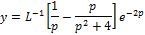 y = L⁻¹[1/p − p/(p² + 4)] e⁻²ᵖ